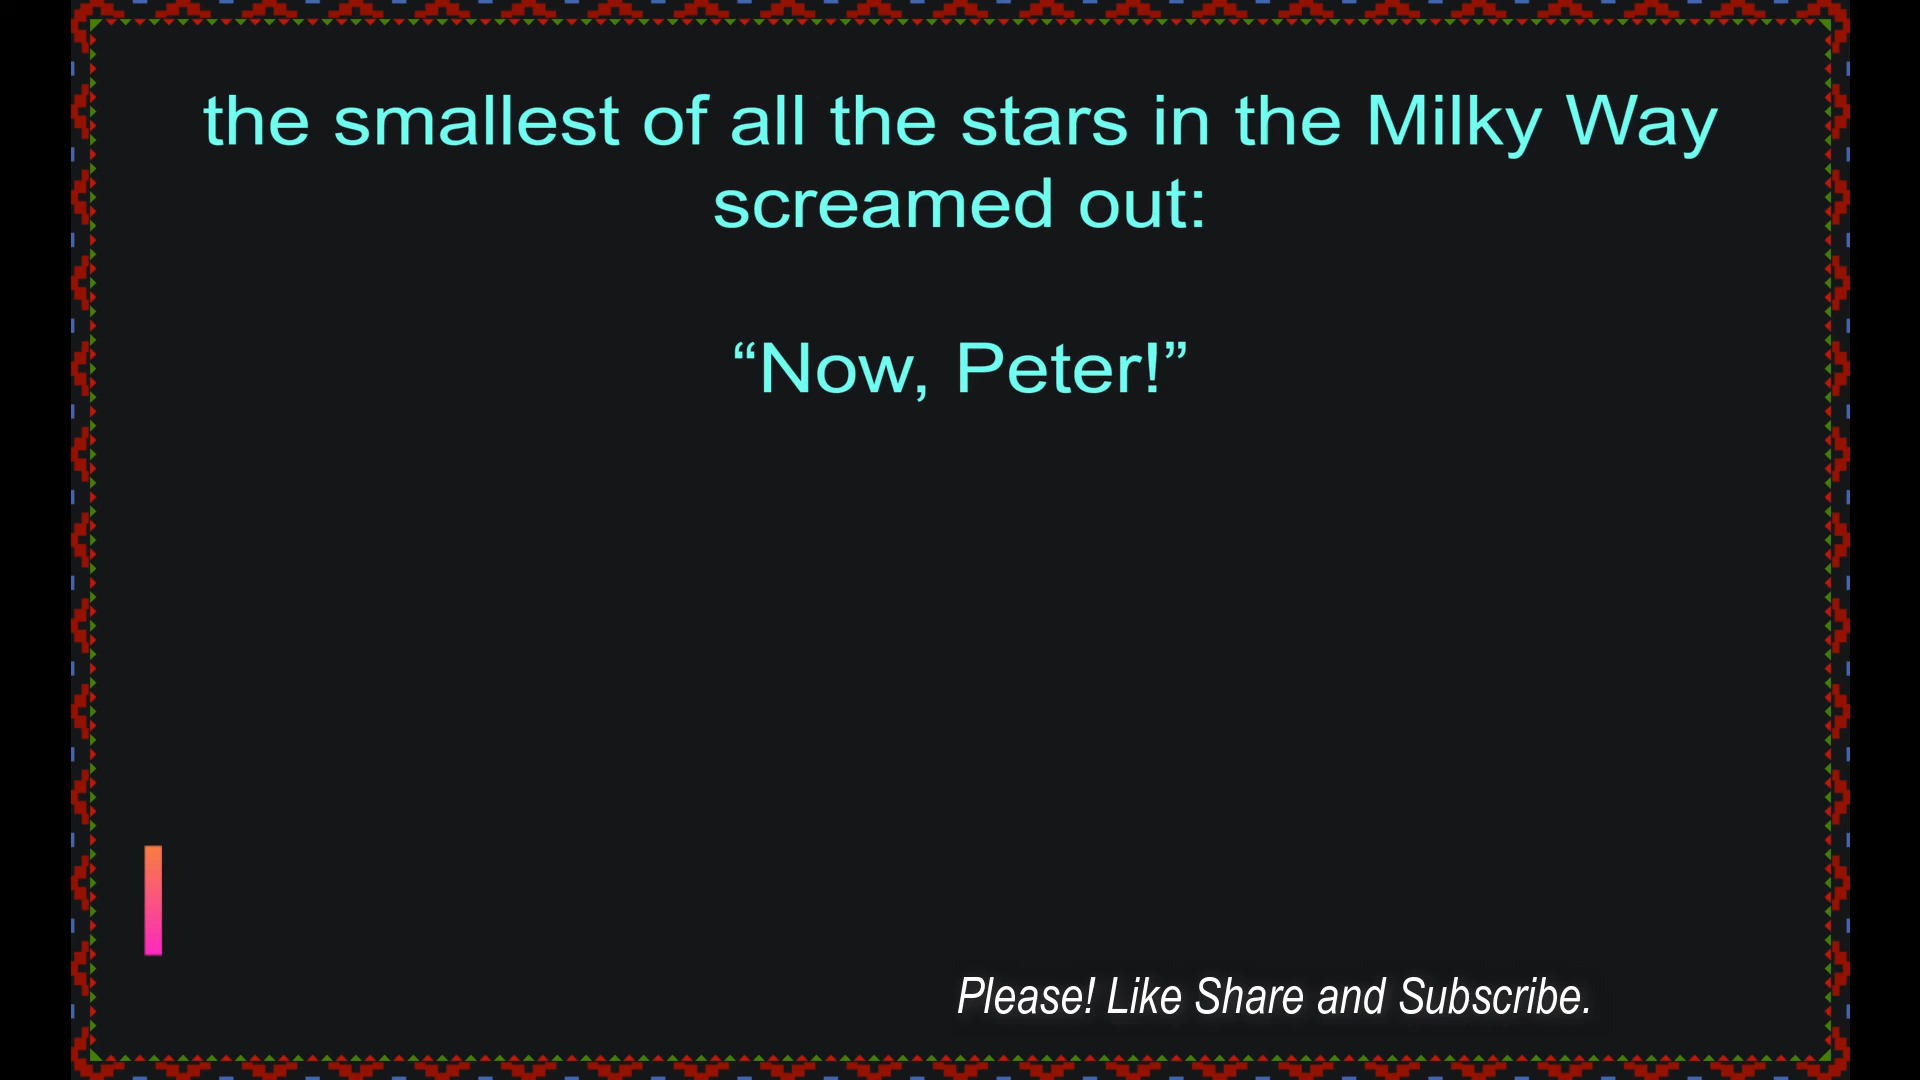 the smallest of all the stars in the Milky Way
screamed out:
“Now, Peter!”
Please! Like Share and Subscribe.